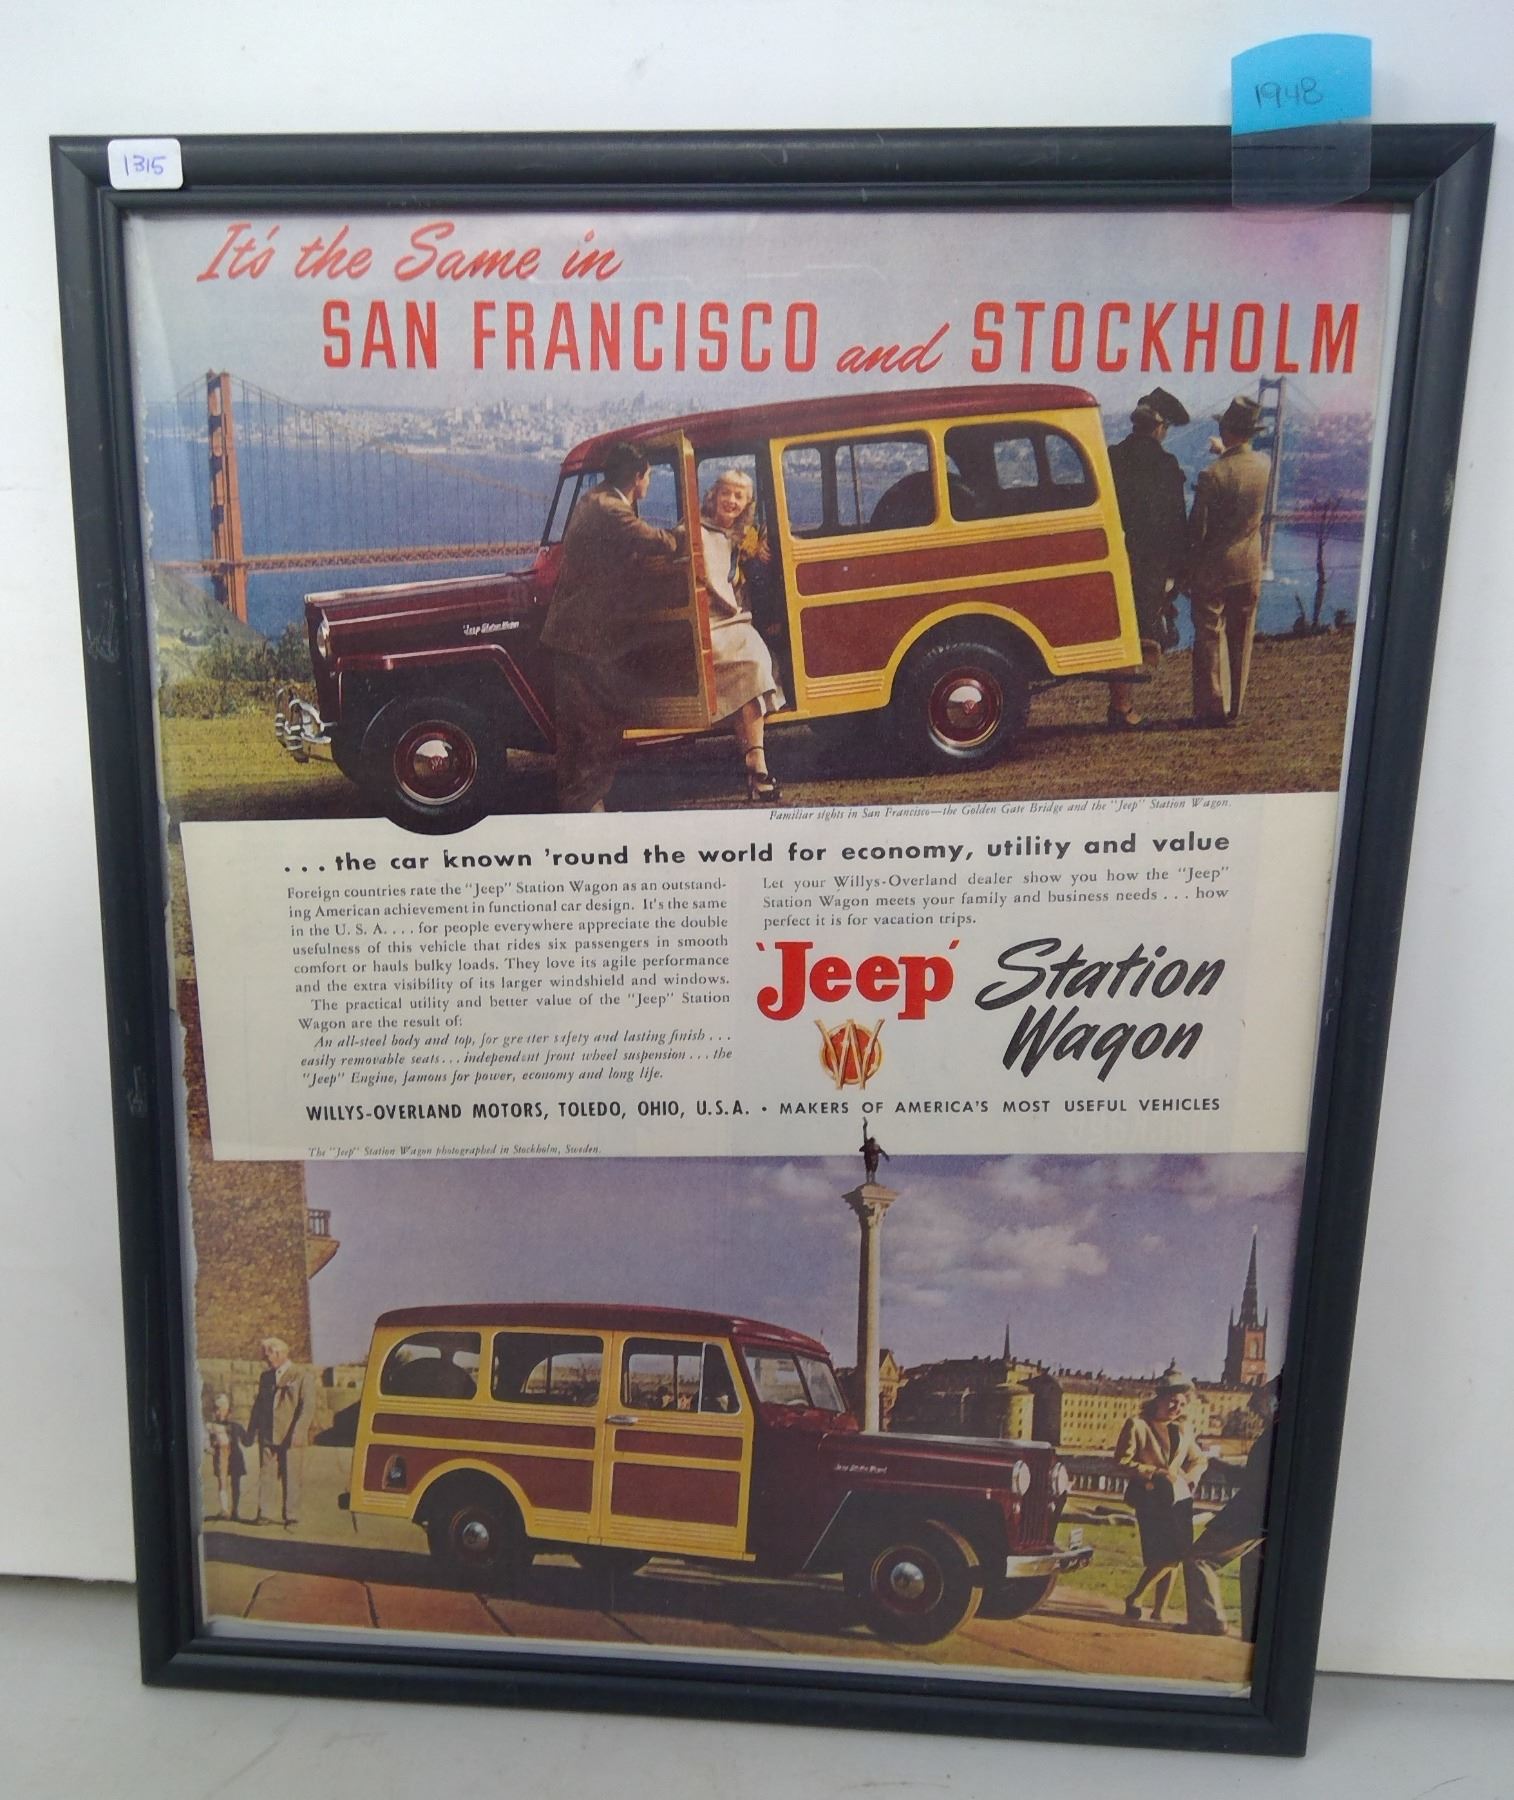 1948
1315
It's the Same in
SAN FRANCISCO and STOCKHOLM
Jeep Station Wagon
Familiar sights in San Francisco—the Golden Gate Bridge and the "Jeep" Station Wagon.
. . . the car known 'round the world for economy, utility and value
Foreign countries rate the "Jeep" Station Wagon as an outstand-
ing American achievement in functional car design. It's the same
in the U. S. A. . . . for people everywhere appreciate the double
usefulness of this vehicle that rides six passengers in smooth
comfort or hauls bulky loads. They love its agile performance
and the extra visibility of its larger windshield and windows.
The practical utility and better value of the "Jeep" Station
Wagon are the result of:
An all-steel body and top, for greater safety and lasting finish . . .
easily removable seats . . . independent front wheel suspension . . . the
"Jeep" Engine, famous for power, economy and long life.
Let your Willys-Overland dealer show you how the "Jeep"
Station Wagon meets your family and business needs . . . how
perfect it is for vacation trips.
'Jeep' Station
Wagon
W
WILLYS-OVERLAND MOTORS, TOLEDO, OHIO, U.S.A. • MAKERS OF AMERICA'S MOST USEFUL VEHICLES
The "Jeep" Station Wagon photographed in Stockholm, Sweden.
Jeep Station Wagon